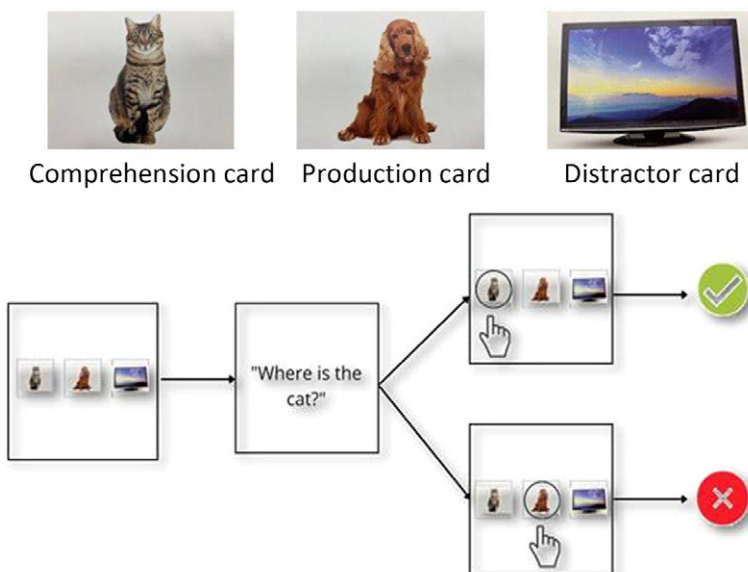 Comprehension card
Production card
Distractor card
"Where is the
cat?"